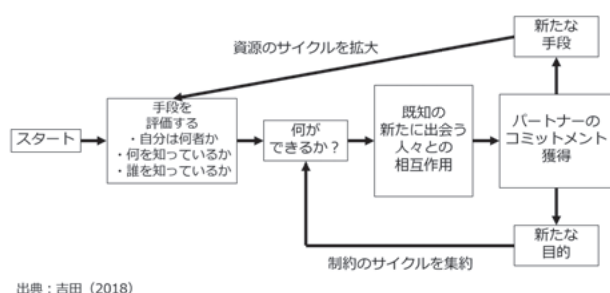 新たな
手段
資源のサイクルを拡大
スタート
手段を
評価する
・自分は何者か
・何を知っているか
・誰を知っているか
何が
できるか？
既知の
新たに出会う
人々との
相互作用
パートナーの
コミットメント
獲得
新たな
目的
制約のサイクルを集約
出典：吉田（2018）